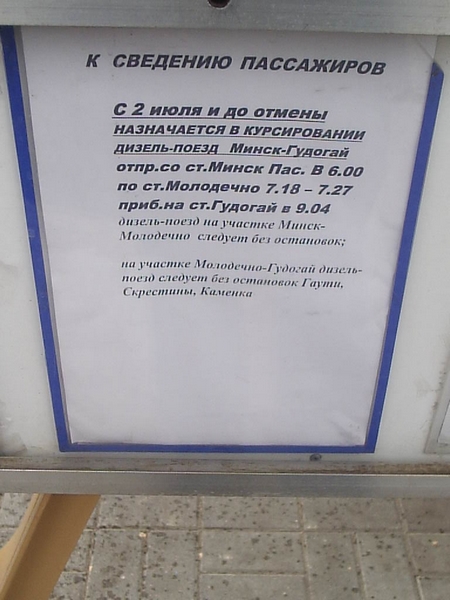 К СВЕДЕНИЮ ПАССАЖИРОВ
С 2 июля и до отмены
НАЗНАЧАЕТСЯ В КУРСИРОВАНИИ
ДИЗЕЛЬ-ПОЕЗД Минск-Гудогай
отпр.со ст.Минск Пас. В 6.00
по ст.Молодечно 7.18 – 7.27
приб.на ст.Гудогай в 9.04
дизель-поезд на участке Минск-
Молодечно следует без остановок;
на участке Молодечно-Гудогай дизель-
поезд следует без остановок Гаути,
Скрестины, Каменка